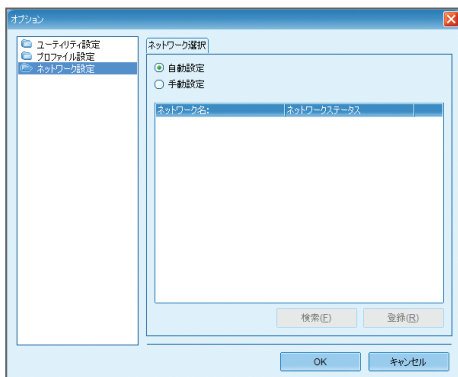 オプション
ユーティリティ設定
プロファイル設定
ネットワーク設定
ネットワーク選択
自動設定
手動設定
ネットワーク名: ネットワークステータス
検索(F) 登録(R)
OK キャンセル